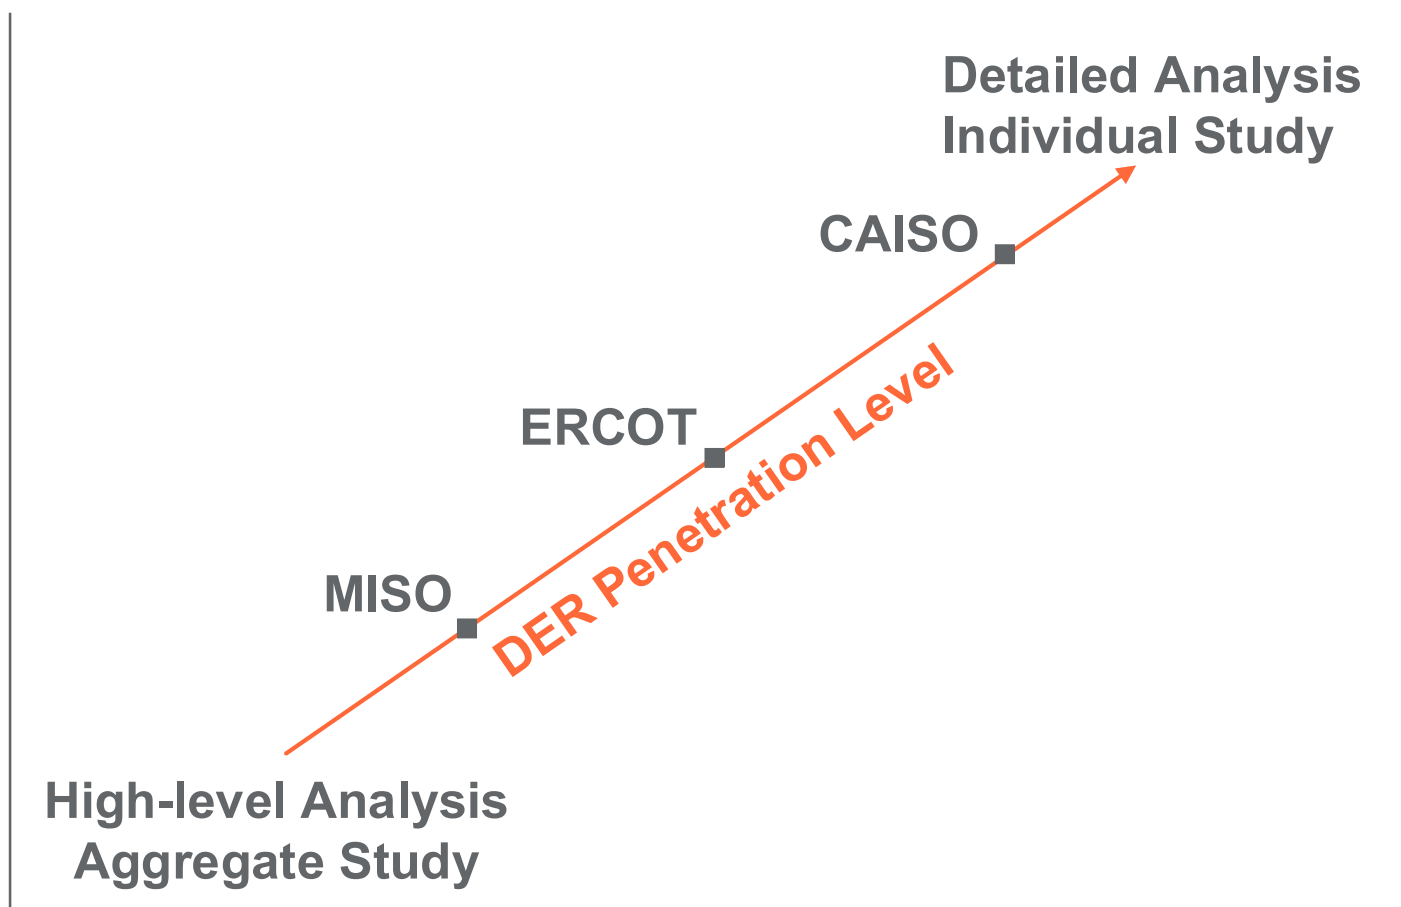 Detailed Analysis
Individual Study
CAISO
ERCOT
DER Penetration Level
MISO
High-level Analysis
Aggregate Study